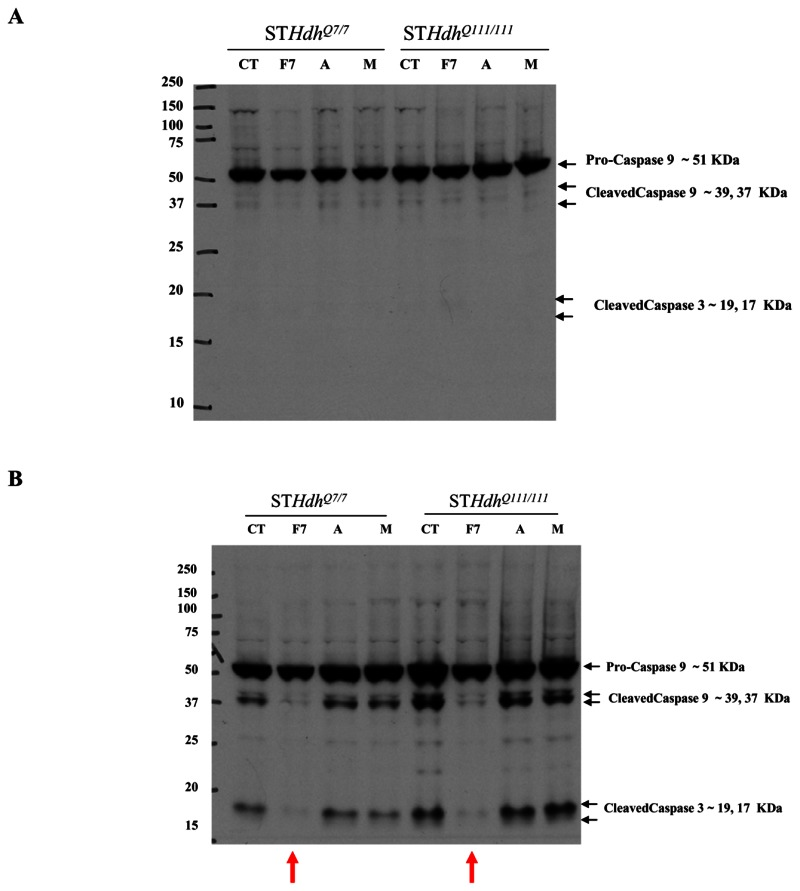 A
STHdhQ7/7 STHdhQ111/111
CT F7 A M CT F7 A M
250
150
100
75
50
37
25
20
15
10
Pro-Caspase 9 ~ 51 KDa
CleavedCaspase 9 ~ 39, 37 KDa
CleavedCaspase 3 ~ 19, 17 KDa
B
STHdhQ7/7 STHdhQ111/111
CT F7 A M CT F7 A M
250
150
100
75
50
37
25
20
15
Pro-Caspase 9 ~ 51 KDa
CleavedCaspase 9 ~ 39, 37 KDa
CleavedCaspase 3 ~ 19, 17 KDa